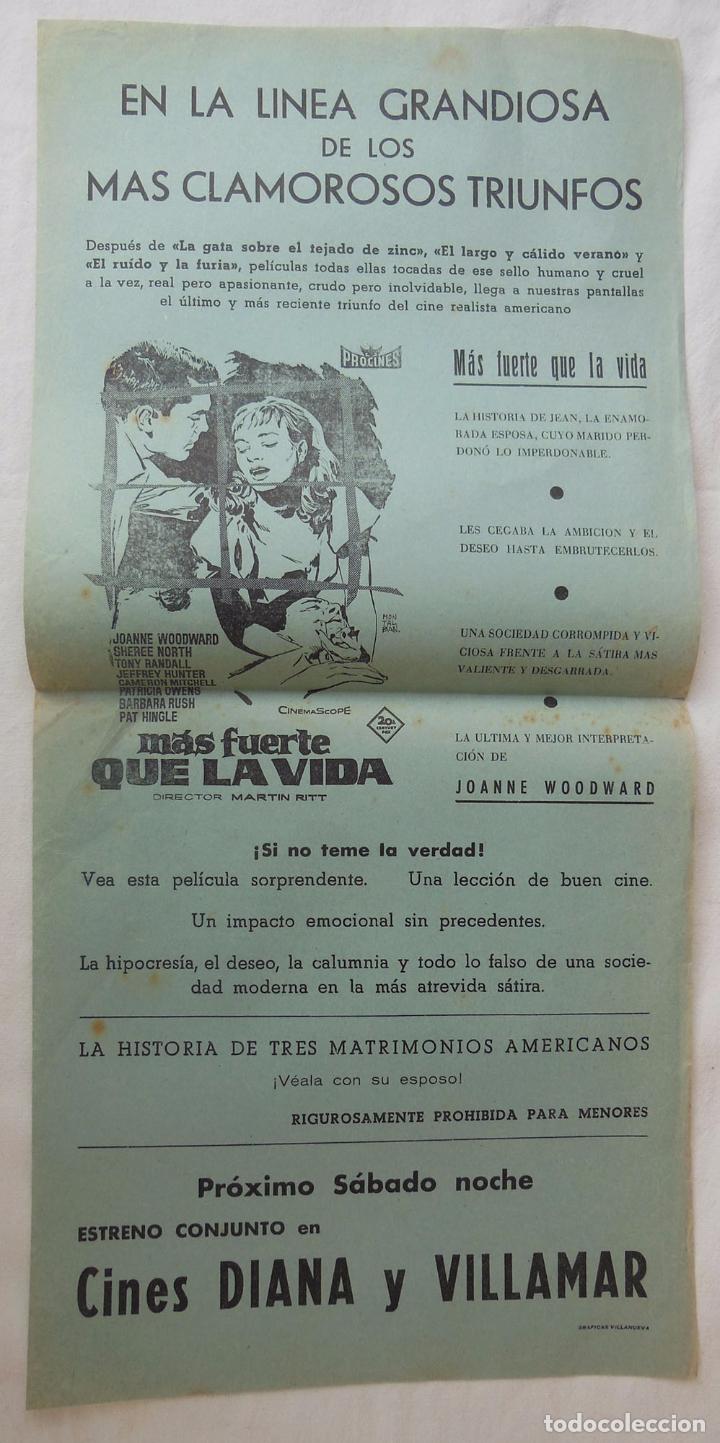 EN LA LINEA GRANDIOSA
DE LOS
MAS CLAMOROSOS TRIUNFOS
Después de «La gata sobre el tejado de zinc», «El largo y cálido verano» y
«El ruído y la furia», películas todas ellas tocadas de ese sello humano y cruel
a la vez, real pero apasionante, crudo pero inolvidable, llega a nuestras pantallas
el último y más reciente triunfo del cine realista americano
PROCINES
Más fuerte que la vida
LA HISTORIA DE JEAN, LA ENAMO-
RADA ESPOSA, CUYO MARIDO PER-
DONÓ LO IMPERDONABLE.
LES CEGABA LA AMBICION Y EL
DESEO HASTA EMBRUTECERLOS.
UNA SOCIEDAD CORROMPIDA Y VI-
CIOSA FRENTE A LA SÁTIRA MAS
VALIENTE Y DESGARRADA.
LA ULTIMA Y MEJOR INTERPRETA-
CIÓN DE
JOANNE WOODWARD
MON
TAL
BAN.
JOANNE WOODWARD
SHEREE NORTH
TONY RANDALL
JEFFREY HUNTER
CAMERON MITCHELL
PATRICIA OWENS
BARBARA RUSH
PAT HINGLE
CINEMASCOPE
20th
CENTURY
FOX
más fuerte
QUE LA VIDA
DIRECTOR MARTIN RITT
¡Si no teme la verdad!
Vea esta película sorprendente. Una lección de buen cine.
Un impacto emocional sin precedentes.
La hipocresía, el deseo, la calumnia y todo lo falso de una socie-
dad moderna en la más atrevida sátira.
LA HISTORIA DE TRES MATRIMONIOS AMERICANOS
¡Véala con su esposo!
RIGUROSAMENTE PROHIBIDA PARA MENORES
Próximo Sábado noche
ESTRENO CONJUNTO en
Cines DIANA y VILLAMAR
GRAFICAS VILLANUEVA
todocoleccion